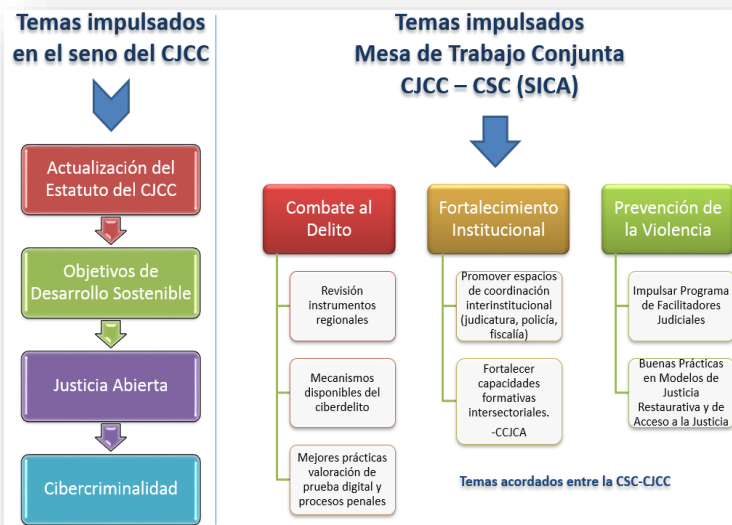 Temas impulsados
en el seno del CJCC
Actualización del
Estatuto del CJCC
Objetivos de
Desarrollo Sostenible
Justicia Abierta
Cibercriminalidad
Temas impulsados
Mesa de Trabajo Conjunta
CJCC – CSC (SICA)
Combate al
Delito
Revisión
instrumentos
regionales
Mecanismos
disponibles del
ciberdelito
Mejores prácticas
valoración de
prueba digital y
procesos penales
Fortalecimiento
Institucional
Promover espacios
de coordinación
interinstitucional
(judicatura, policía,
fiscalía)
Fortalecer
capacidades
formativas
intersectoriales.
-CCJCA
Prevención de
la Violencia
Impulsar Programa
de Facilitadores
Judiciales
Buenas Prácticas
en Modelos de
Justicia
Restaurativa y de
Acceso a la Justicia
Temas acordados entre la CSC-CJCC